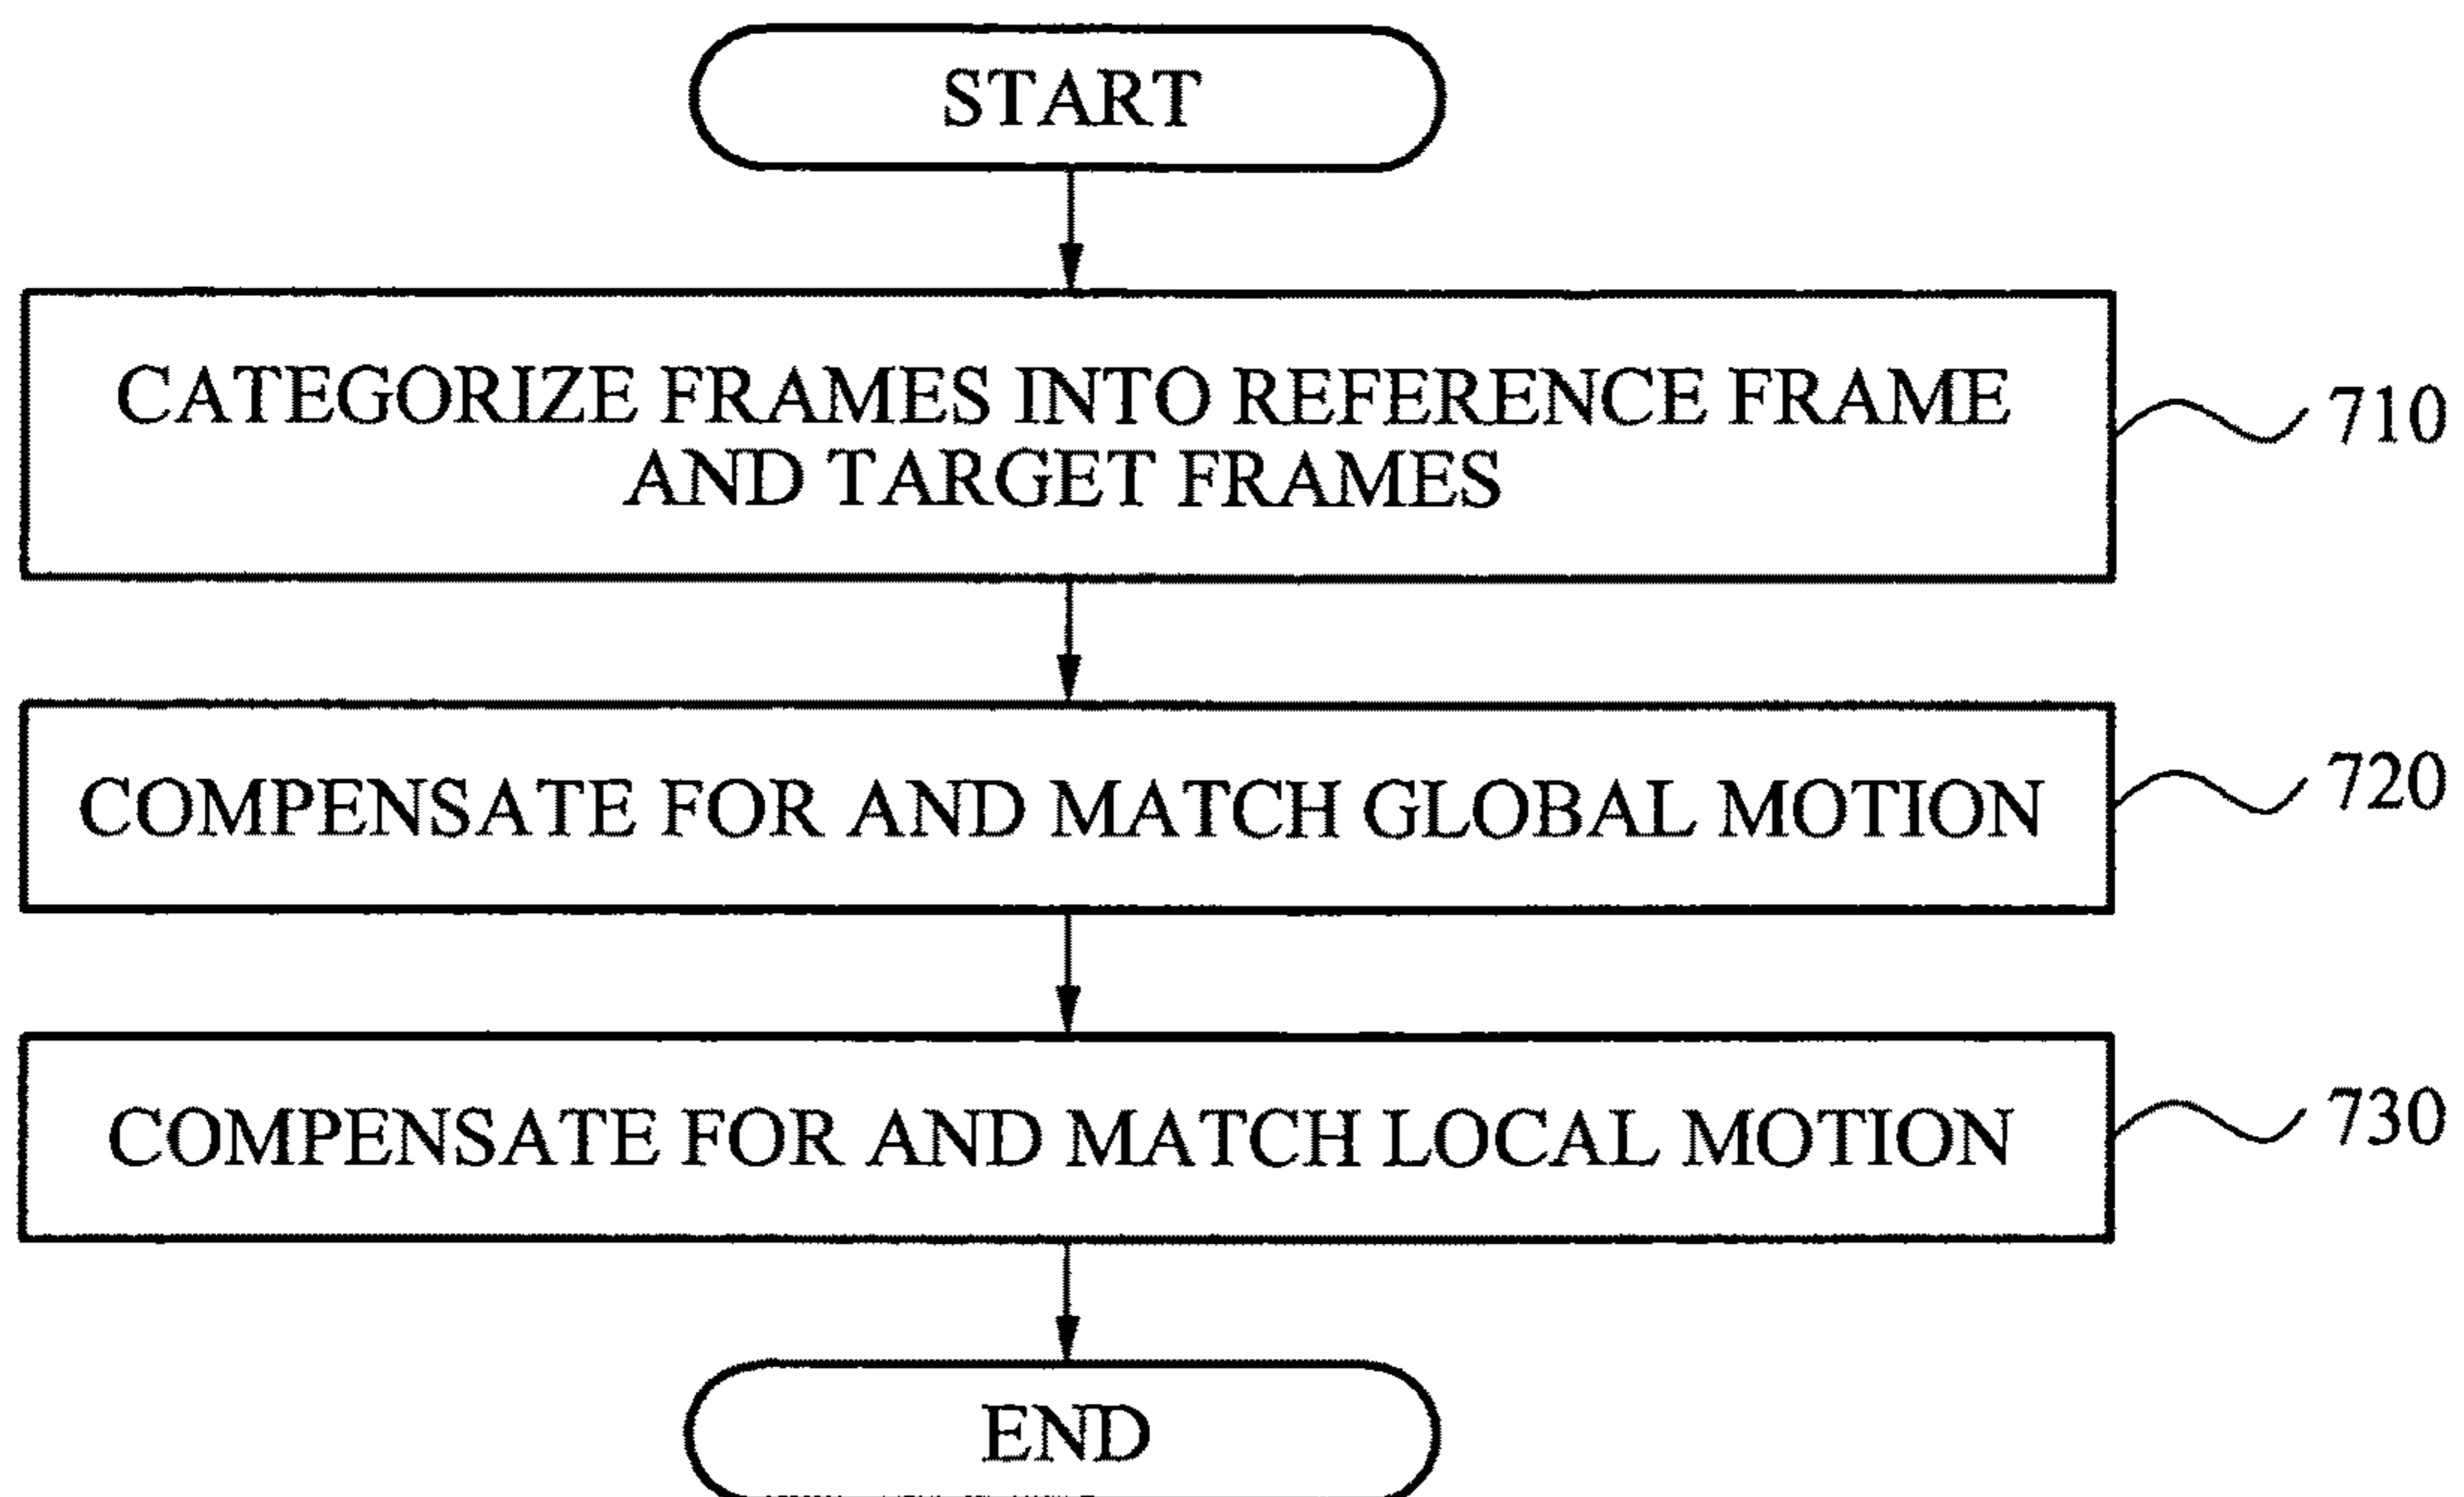 START
CATEGORIZE FRAMES INTO REFERENCE FRAME
AND TARGET FRAMES
710
COMPENSATE FOR AND MATCH GLOBAL MOTION
720
COMPENSATE FOR AND MATCH LOCAL MOTION
730
END